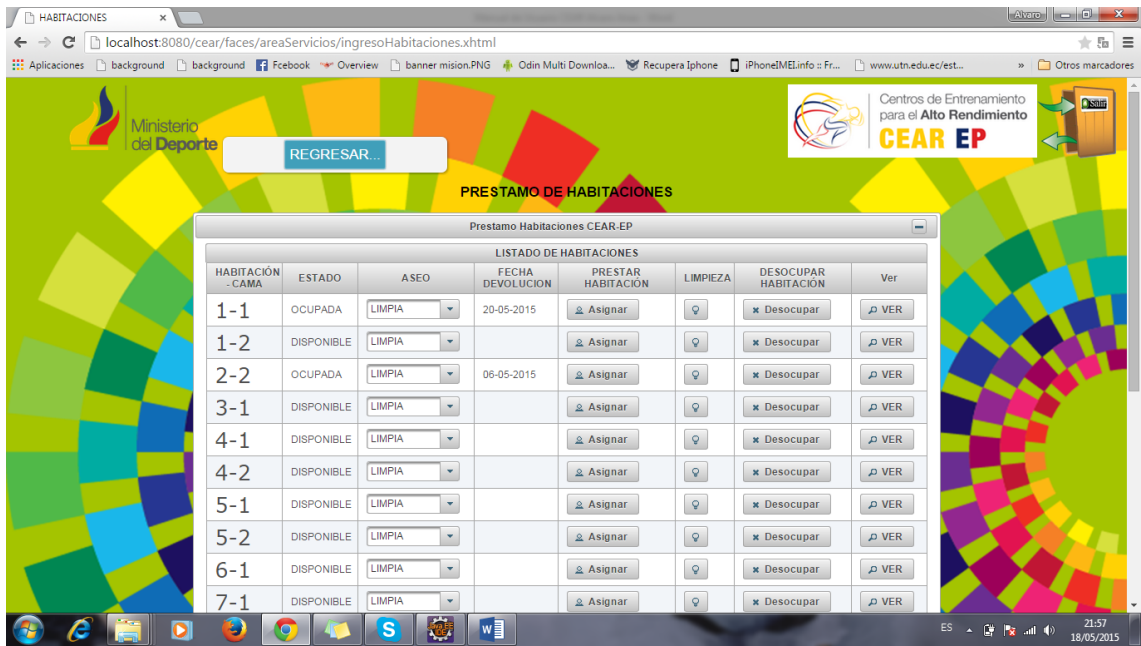 HABITACIONES
Alvaro
localhost:8080/cear/faces/areaServicios/ingresoHabitaciones.xhtml
Aplicaciones background background Fcebook Overview banner mision.PNG Odin Multi Downloa... Recupera Iphone iPhoneIMEI.info :: Fr... www.utn.edu.ec/est... » Otros marcadores
Ministerio
del Deporte
REGRESAR...
Centros de Entrenamiento
para el Alto Rendimiento
CEAR EP
Salir
PRESTAMO DE HABITACIONES
Prestamo Habitaciones CEAR-EP
LISTADO DE HABITACIONES
HABITACIÓN - CAMA ESTADO ASEO FECHA DEVOLUCION PRESTAR HABITACIÓN LIMPIEZA DESOCUPAR HABITACIÓN Ver
1-1 OCUPADA LIMPIA 20-05-2015 Asignar Desocupar VER
1-2 DISPONIBLE LIMPIA Asignar Desocupar VER
2-2 OCUPADA LIMPIA 06-05-2015 Asignar Desocupar VER
3-1 DISPONIBLE LIMPIA Asignar Desocupar VER
4-1 DISPONIBLE LIMPIA Asignar Desocupar VER
4-2 DISPONIBLE LIMPIA Asignar Desocupar VER
5-1 DISPONIBLE LIMPIA Asignar Desocupar VER
5-2 DISPONIBLE LIMPIA Asignar Desocupar VER
6-1 DISPONIBLE LIMPIA Asignar Desocupar VER
7-1 DISPONIBLE LIMPIA Asignar Desocupar VER
ES
21:57
18/05/2015